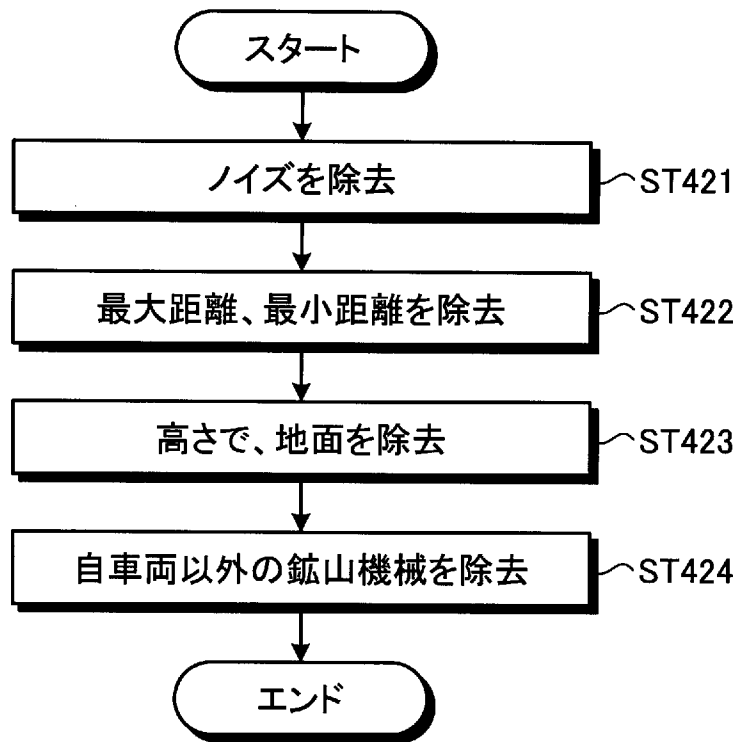 スタート
ノイズを除去
ST421
最大距離、最小距離を除去
ST422
高さで、地面を除去
ST423
自車両以外の鉱山機械を除去
ST424
エンド